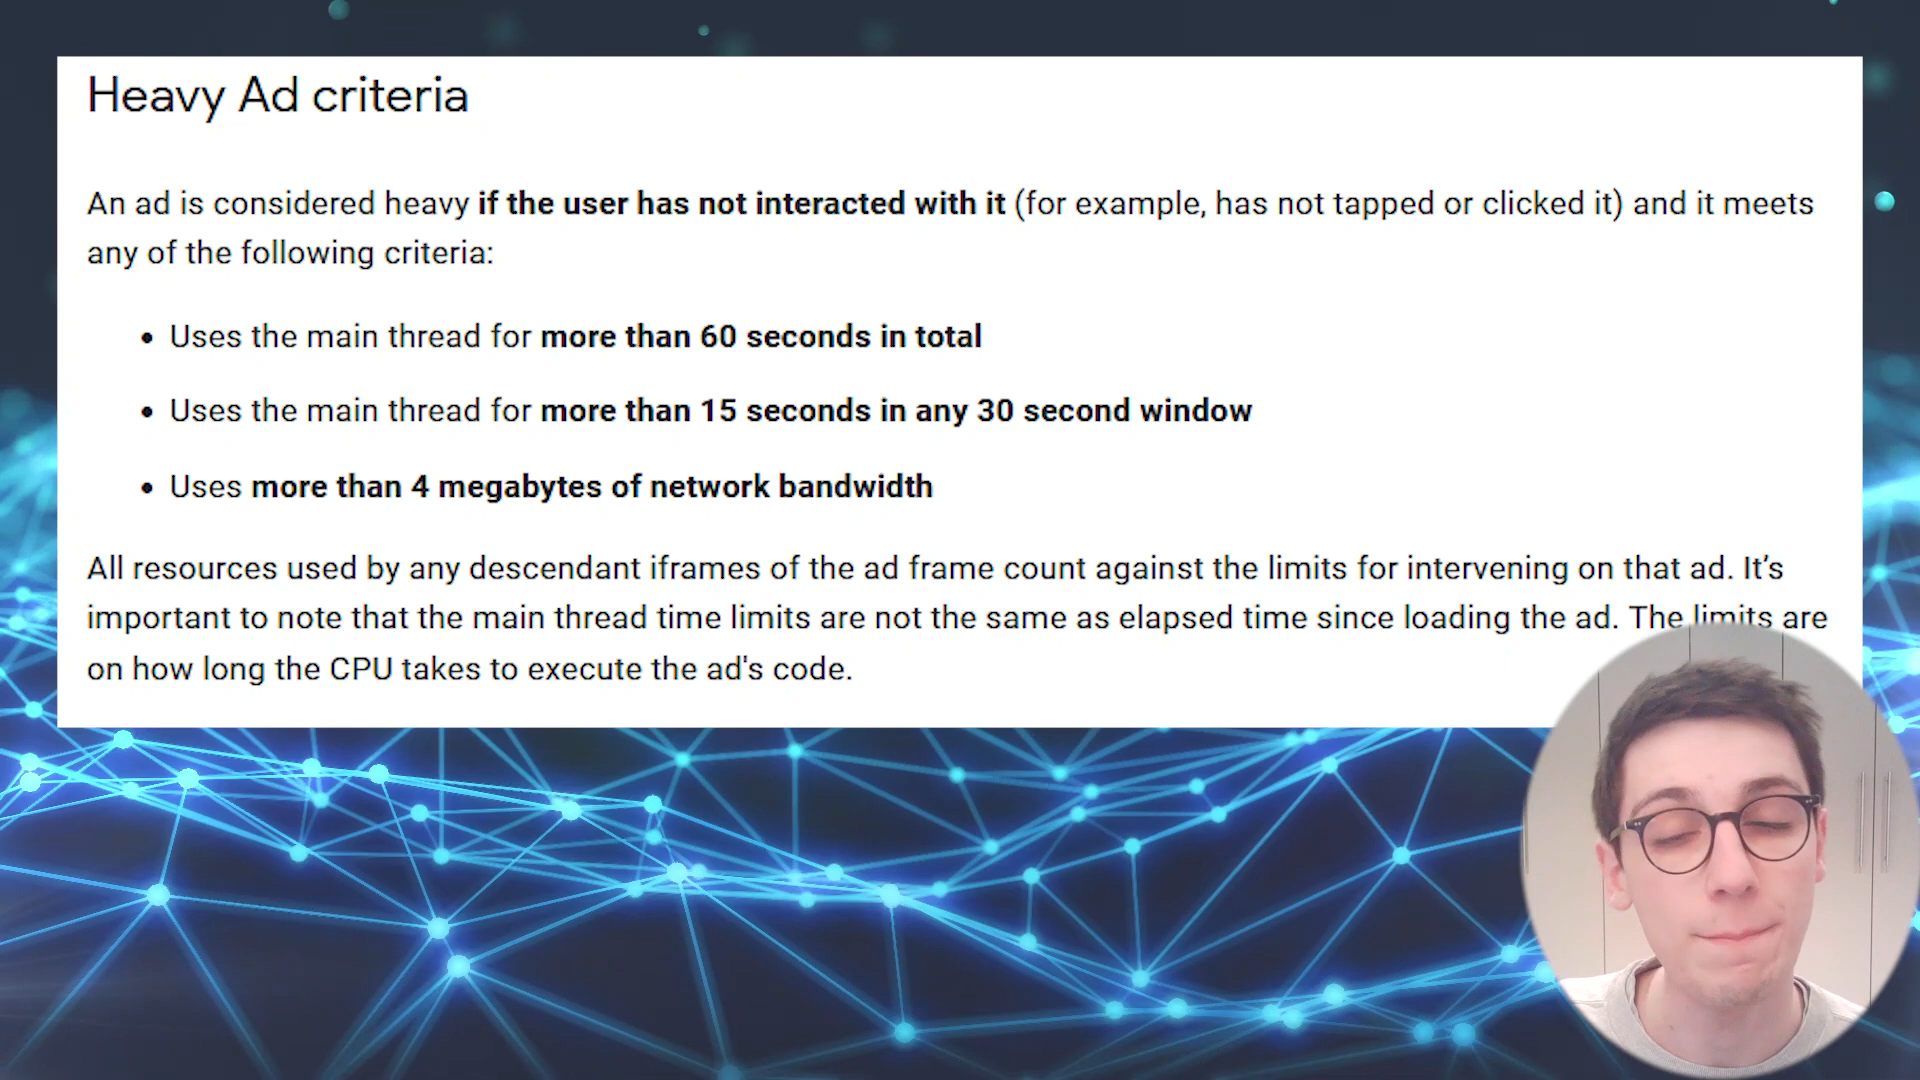 Heavy Ad criteria
An ad is considered heavy if the user has not interacted with it (for example, has not tapped or clicked it) and it meets
any of the following criteria:
• Uses the main thread for more than 60 seconds in total
• Uses the main thread for more than 15 seconds in any 30 second window
• Uses more than 4 megabytes of network bandwidth
All resources used by any descendant iframes of the ad frame count against the limits for intervening on that ad. It’s
important to note that the main thread time limits are not the same as elapsed time since loading the ad. The limits are
on how long the CPU takes to execute the ad's code.